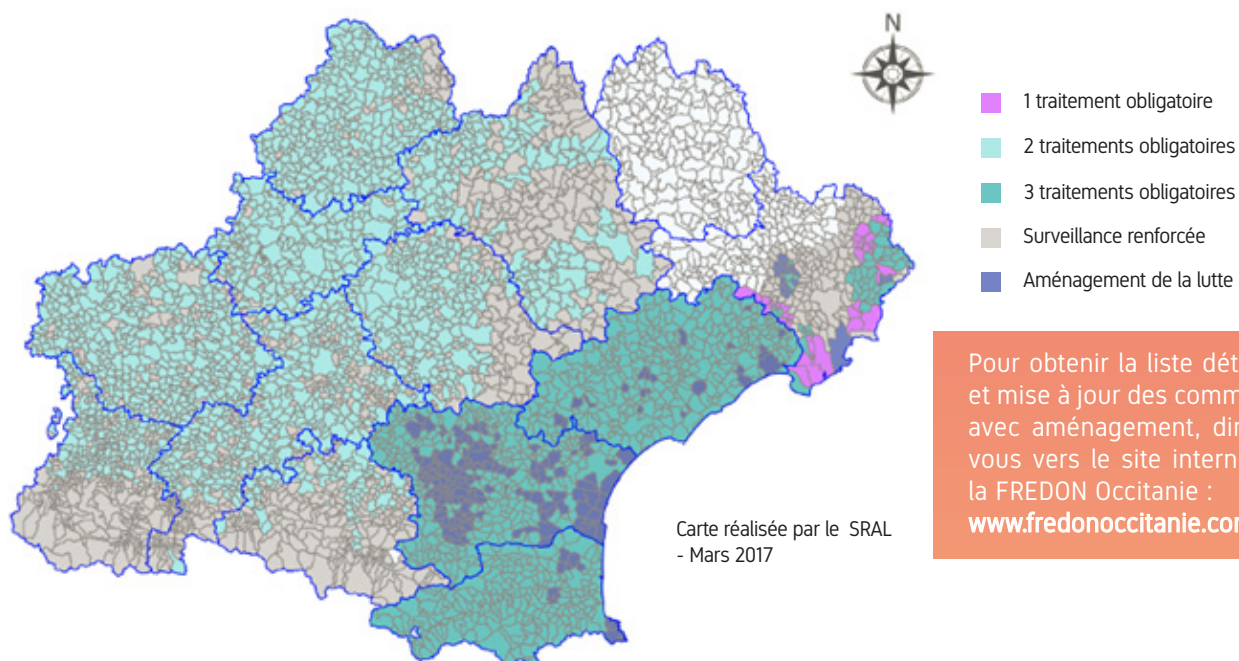 N
1 traitement obligatoire
2 traitements obligatoires
3 traitements obligatoires
Surveillance renforcée
Aménagement de la lutte
Pour obtenir la liste dét
et mise à jour des comm
avec aménagement, dir
vous vers le site intern
la FREDON Occitanie :
www.fredonoccitanie.con
Carte réalisée par le SRAL
- Mars 2017